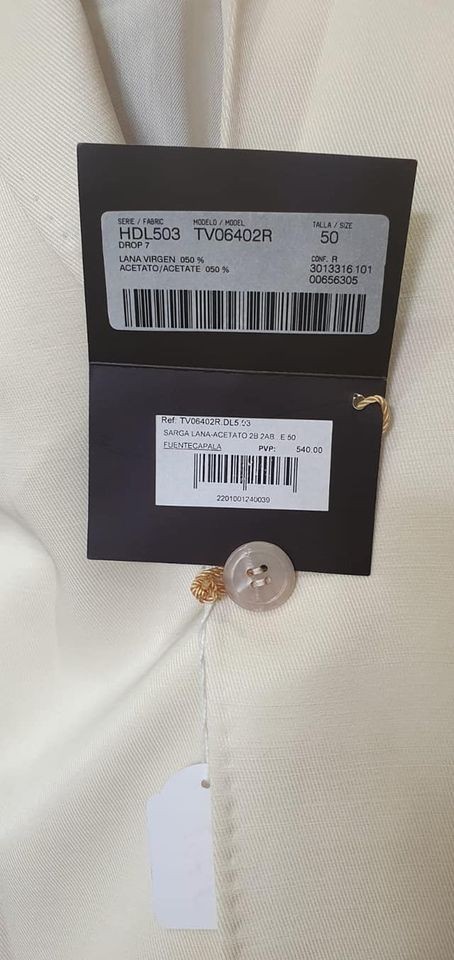 SERIE / FABRIC MODELO / MODEL TALLA / SIZE
HDL503 TV06402R 50
DROP 7
LANA VIRGEN 050 % CONF. R
ACETATO/ACETATE 050 % 3013316 101
00656305
Ref: TV06402R.DL5.03
SARGA LANA-ACETATO 2B 2AB. E 50
FUENTECAPALA PVP: 540.00
2201001240039